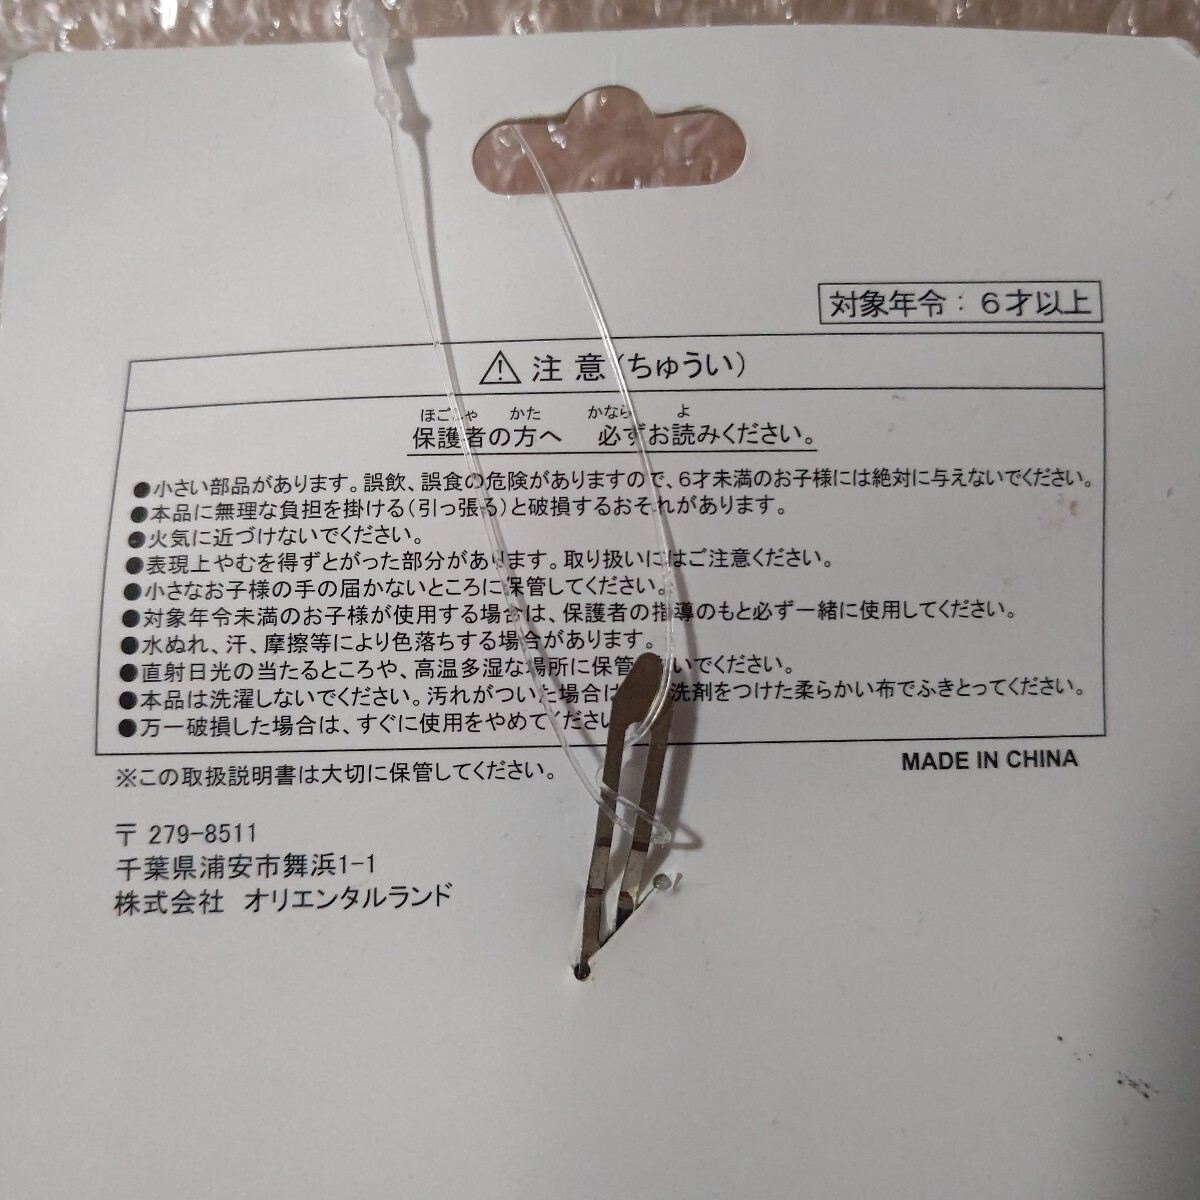 対象年令：６才以上
注意（ちゅうい）
ほごしゃ かた かなら よ
保護者の方へ 必ずお読みください。
●小さい部品があります。誤飲、誤食の危険がありますので、６才未満のお子様には絶対に与えないでください。
●本品に無理な負担を掛ける（引っ張る）と破損するおそれがあります。
●火気に近づけないでください。
●表現上やむを得ずとがった部分があります。取り扱いにはご注意ください。
●小さなお子様の手の届かないところに保管してください。
●対象年令未満のお子様が使用する場合は、保護者の指導のもと必ず一緒に使用してください。
●水ぬれ、汗、摩擦等により色落ちする場合があります。
●直射日光の当たるところや、高温多湿な場所に保管 いでください。
●本品は洗濯しないでください。汚れがついた場合は 洗剤をつけた柔らかい布でふきとってください。
●万一破損した場合は、すぐに使用をやめてください
MADE IN CHINA
※この取扱説明書は大切に保管してください。
〒279-8511
千葉県浦安市舞浜1-1
株式会社 オリエンタルランド